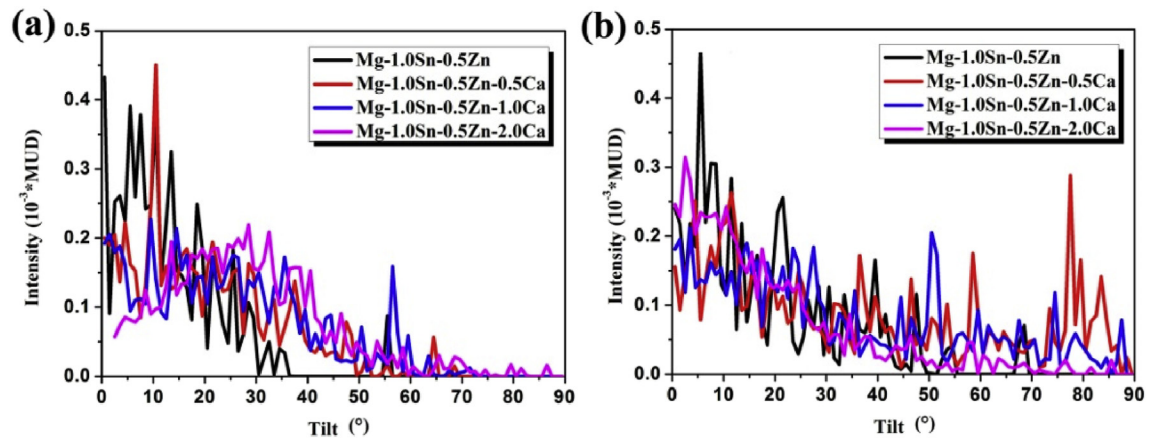 (a)
0.5
0.4
0.3
0.2
0.1
0.0
Intensity (10⁻³*MUD)
Mg-1.0Sn-0.5Zn
Mg-1.0Sn-0.5Zn-0.5Ca
Mg-1.0Sn-0.5Zn-1.0Ca
Mg-1.0Sn-0.5Zn-2.0Ca
0 10 20 30 40 50 60 70 80 90
Tilt (°)
(b)
0.5
0.4
0.3
0.2
0.1
0.0
Intensity (10⁻³*MUD)
Mg-1.0Sn-0.5Zn
Mg-1.0Sn-0.5Zn-0.5Ca
Mg-1.0Sn-0.5Zn-1.0Ca
Mg-1.0Sn-0.5Zn-2.0Ca
0 10 20 30 40 50 60 70 80 90
Tilt (°)